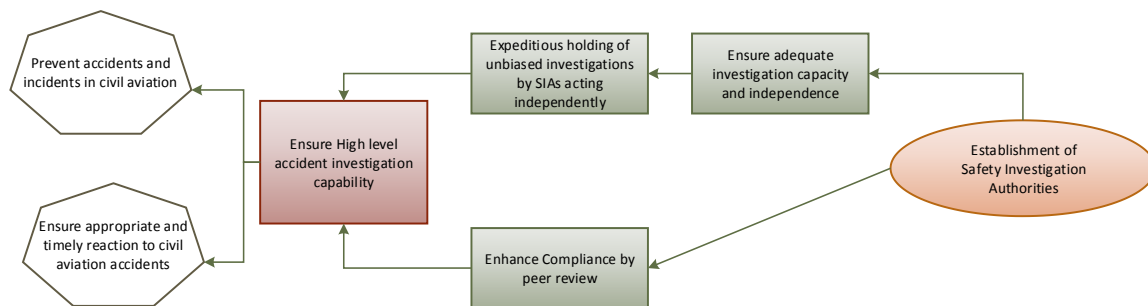 Prevent accidents and
incidents in civil aviation
Ensure appropriate and
timely reaction to civil
aviation accidents
Ensure High level
accident investigation
capability
Expeditious holding of
unbiased investigations
by SIAs acting
independently
Enhance Compliance by
peer review
Ensure adequate
investigation capacity
and independence
Establishment of
Safety Investigation
Authorities